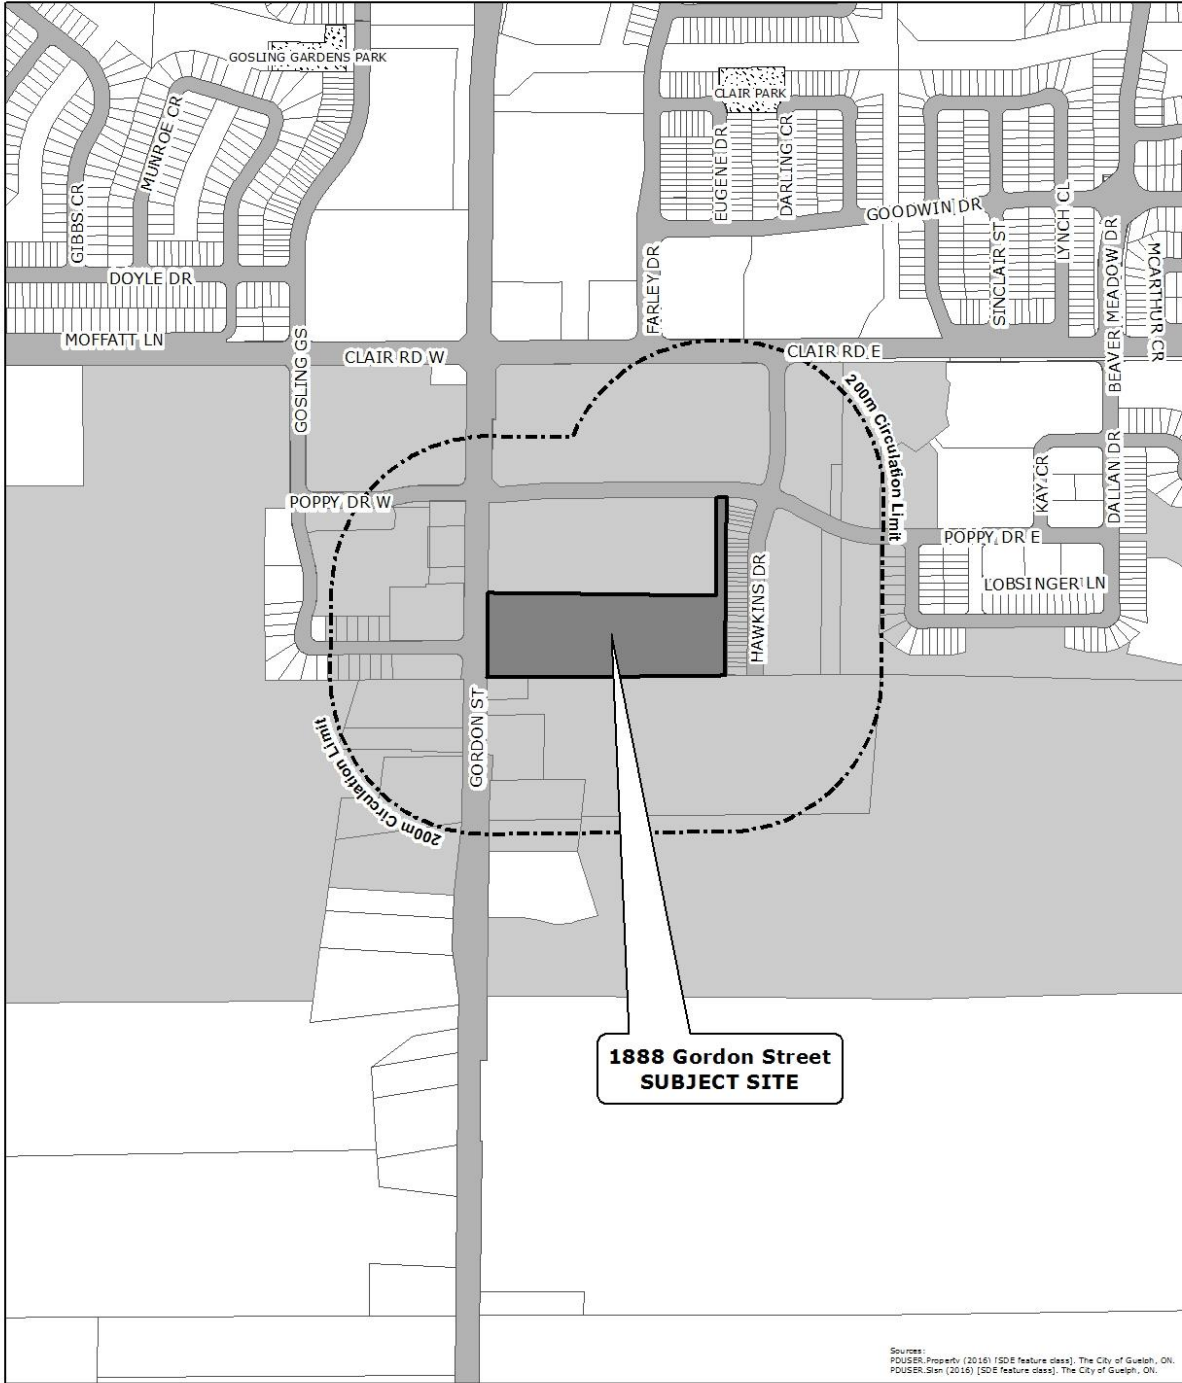 GOSLING GARDENS PARK
CLAIR PARK
MUNROE CR
GIBBS CR
EUGENE DR
DARLING CR
GOODWIN DR
LYNCH CL
SINCLAIR ST
BEAVER MEADOW DR
MCARTHUR CR
DOYLE DR
FARLEY DR
MOFFATT LN
GOSLING GS
CLAIR RD W
CLAIR RD E
200m Circulation Limit
DALLAN DR
KAY CR
POPPY DR W
POPPY DR E
HAWKINS DR
LOBSINGER LN
GORDON ST
200m Circulation Limit
1888 Gordon Street
SUBJECT SITE
Sources:
PDUSER.Property (2016) [SDE feature class]. The City of Guelph, ON.
PDUSER.Slsn (2016) [SDE feature class]. The City of Guelph, ON.